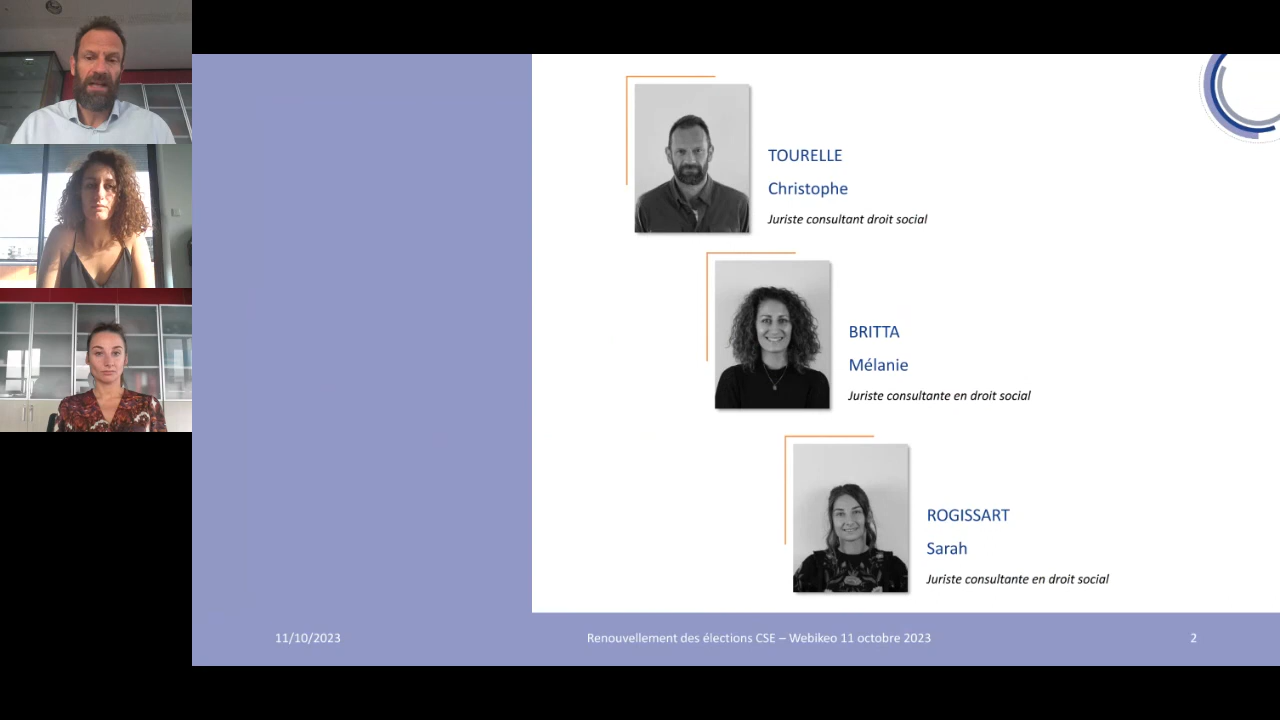 TOURELLE
Christophe
Juriste consultant droit social
BRITTA
Mélanie
Juriste consultante en droit social
ROGISSART
Sarah
Juriste consultante en droit social
11/10/2023
Renouvellement des élections CSE – Webikeo 11 octobre 2023
2